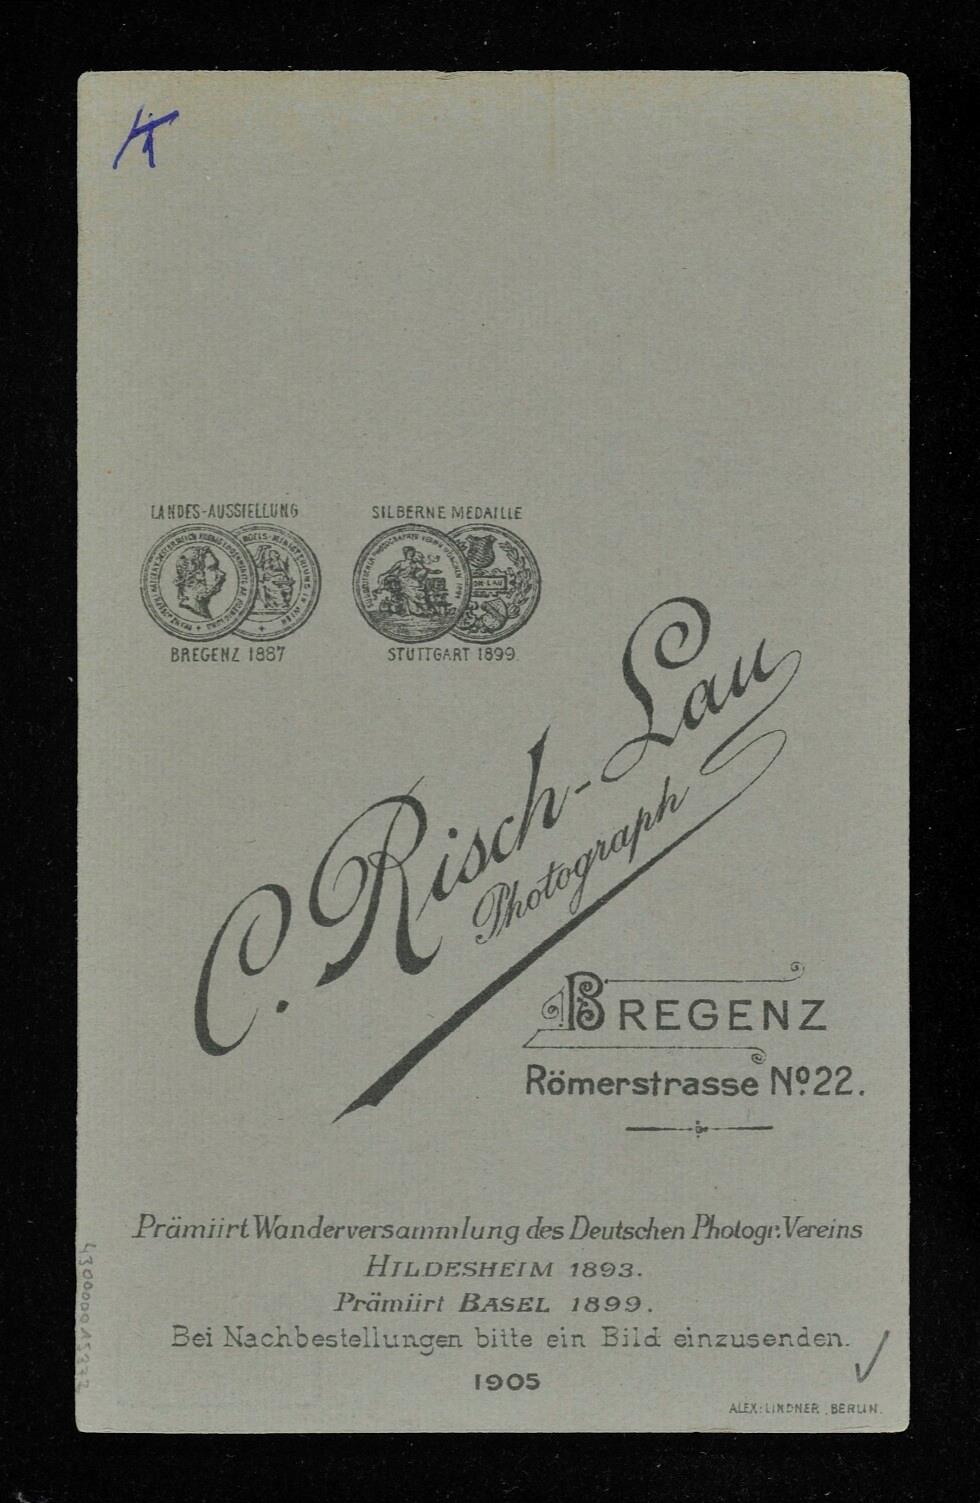 LANDES-AUSSTELLUNG
BREGENZ 1887
SILBERNE MEDAILLE
STUTTGART 1899
C. Risch-Lau
Photograph
BREGENZ
Römerstrasse Nº 22.
Prämiirt Wanderversammlung des Deutschen Photogr. Vereins
HILDESHEIM 1893.
Prämiirt BASEL 1899.
Bei Nachbestellungen bitte ein Bild einzusenden.
1905
ALEX: LINDNER, BERLIN.